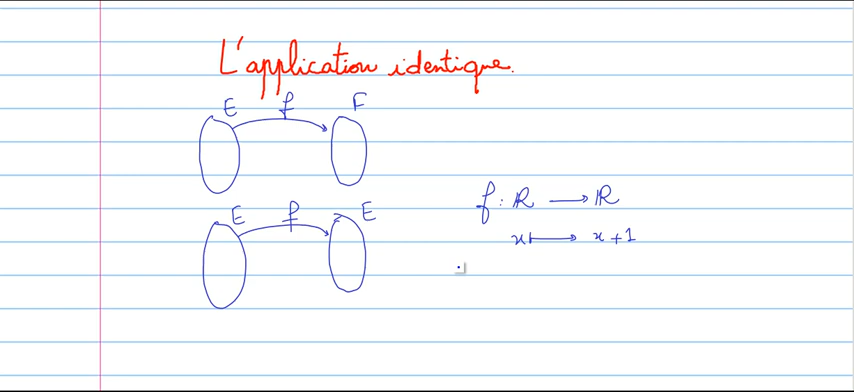 L'application identique.
E f F
E f E
f : ℝ ⟶ ℝ
x ⟼ x + 1